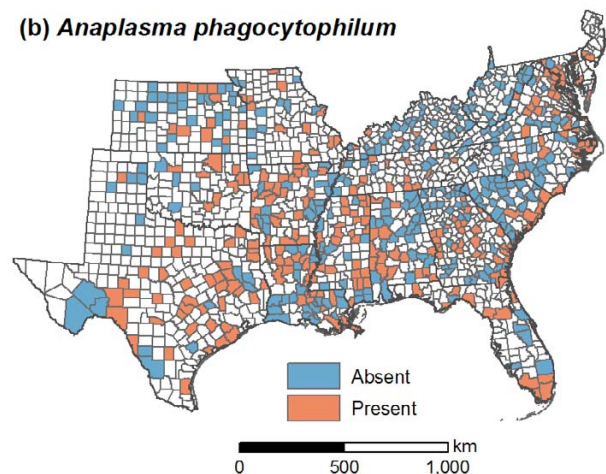 (b) Anaplasma phagocytophilum
Absent
Present
km
0 500 1.000